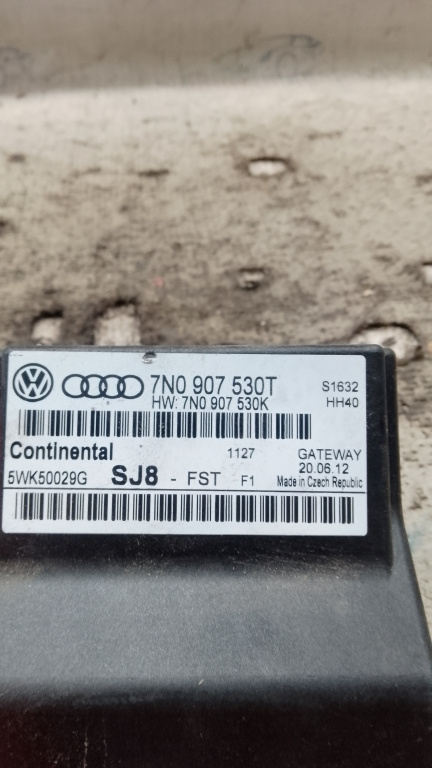 7N0 907 530T
HW: 7N0 907 530K
S1632
HH40
Continental
1127
GATEWAY
5WK50029G
SJ8 - FST F1
20.06.12
Made in Czech Republic